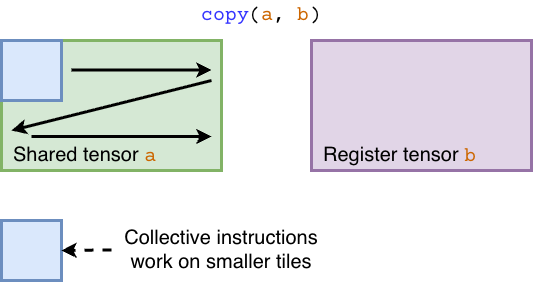 copy(a, b)
Shared tensor a
Register tensor b
Collective instructions
work on smaller tiles